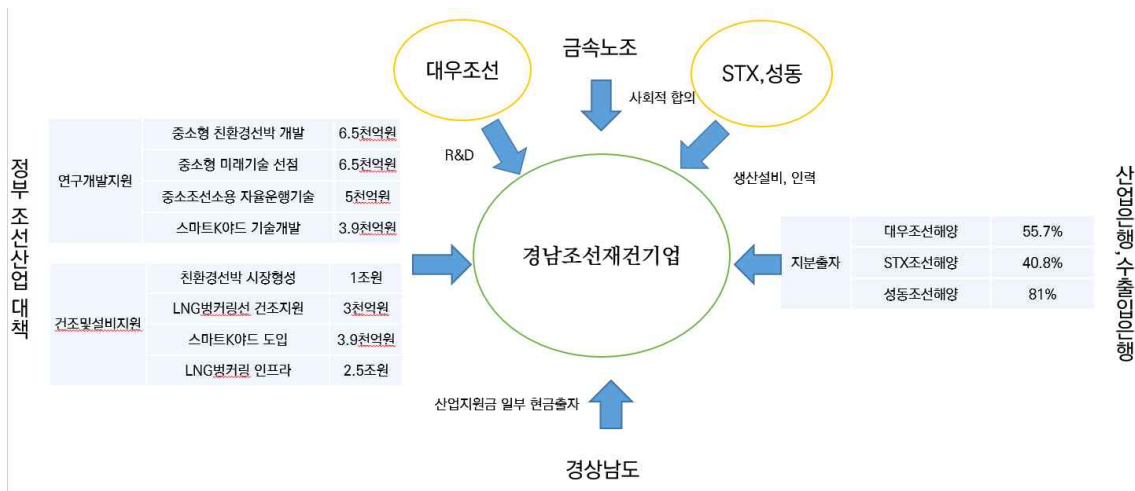 금속노조
대우조선
STX,성동
사회적 합의
R&D
생산설비, 인력
정부 조선산업 대책
연구개발지원
중소형 친환경선박 개발 6.5천억원
중소형 미래기술 선점 6.5천억원
중소조선소용 자율운행기술 5천억원
스마트K야드 기술개발 3.9천억원
건조및설비지원
친환경선박 시장형성 1조원
LNG벙커링선 건조지원 3천억원
스마트K야드 도입 3.9천억원
LNG벙커링 인프라 2.5조원
경남조선재건기업
지분출자
대우조선해양 55.7%
STX조선해양 40.8%
성동조선해양 81%
산업은행,수출입은행
산업지원금 일부 현금출자
경상남도